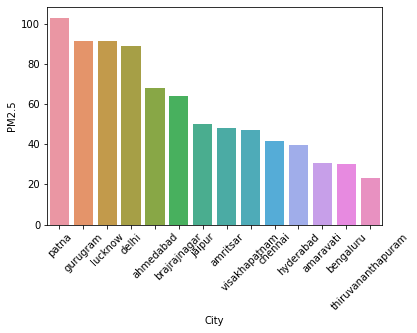 100
80
60
40
20
0
PM2.5
patna
gurugram
lucknow
delhi
ahmedabad
brajrajnagar
jaipur
amritsar
visakhapatnam
chennai
hyderabad
amaravati
bengaluru
thiruvananthapuram
City